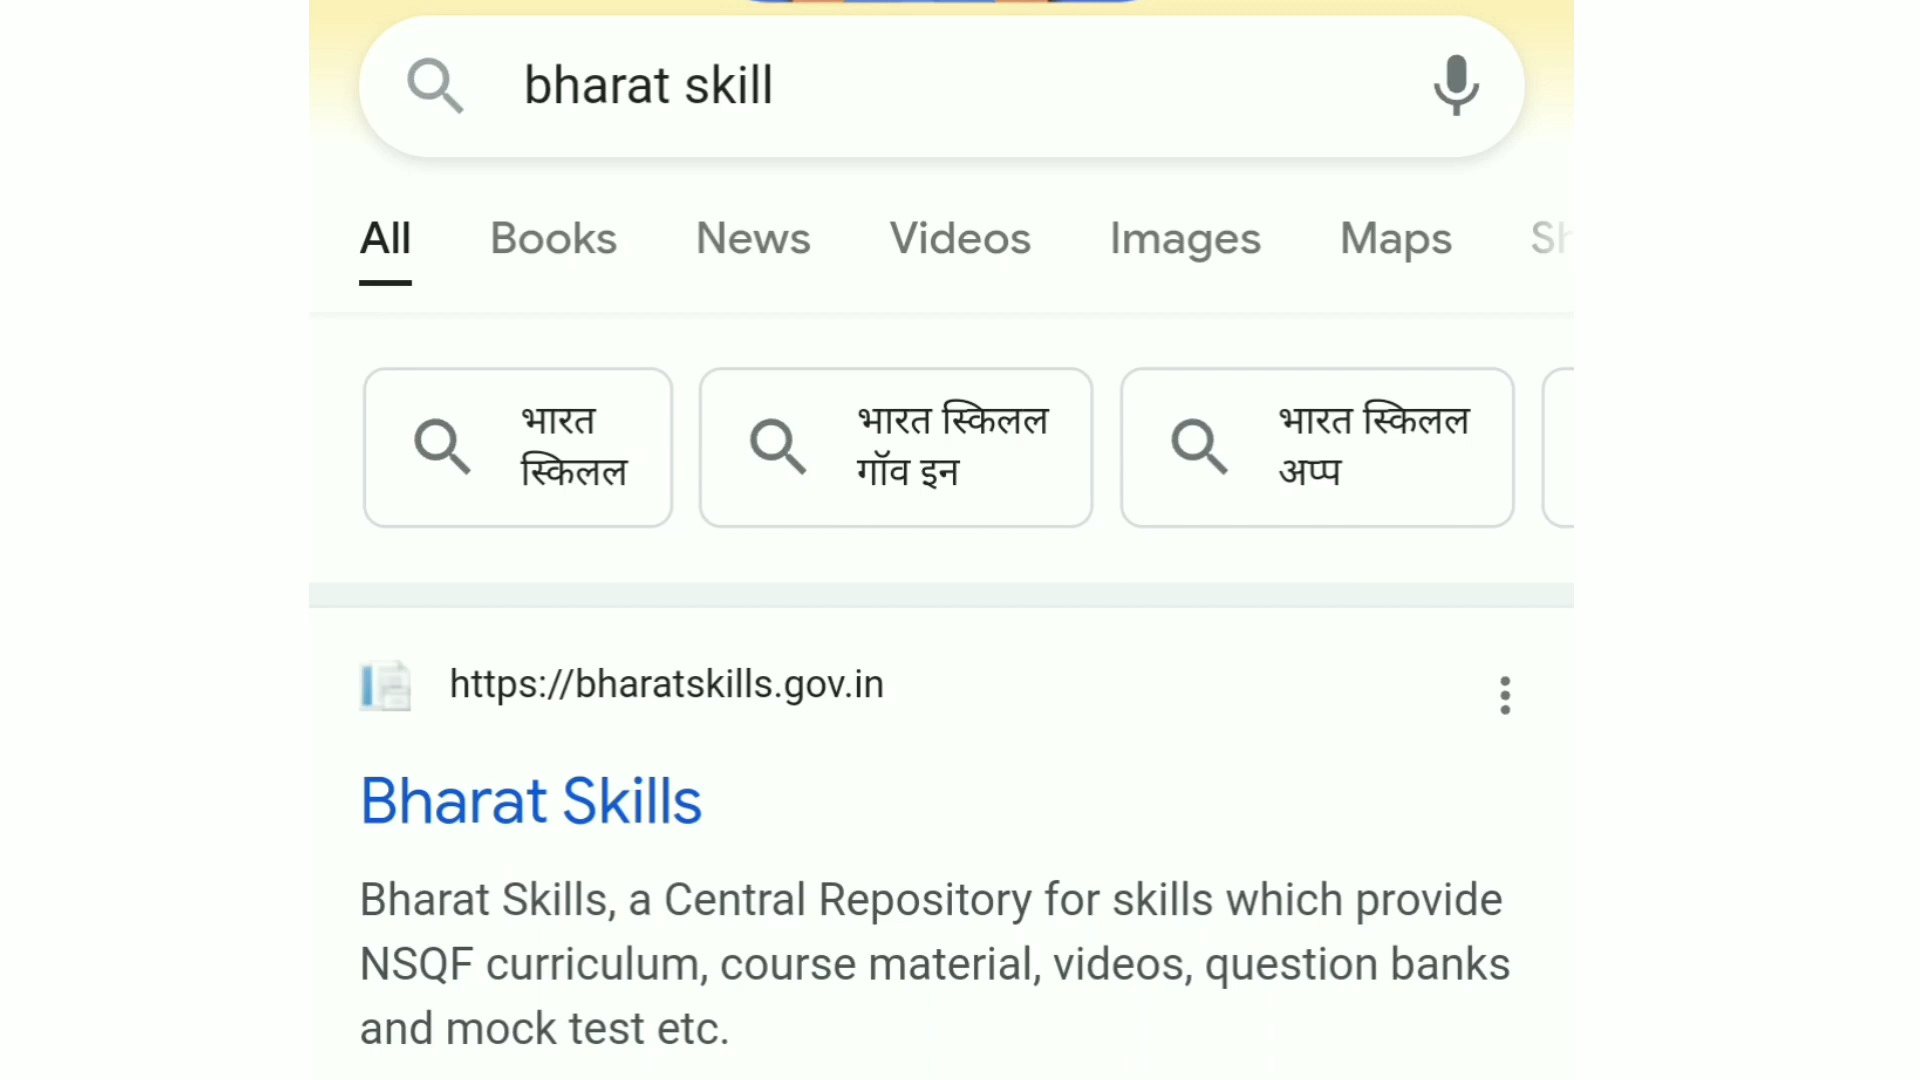 bharat skill
All Books News Videos Images Maps Sh
भारत
स्किलल
भारत स्किलल
गॉव इन
भारत स्किलल
अप्प
https://bharatskills.gov.in
Bharat Skills
Bharat Skills, a Central Repository for skills which provide
NSQF curriculum, course material, videos, question banks
and mock test etc.